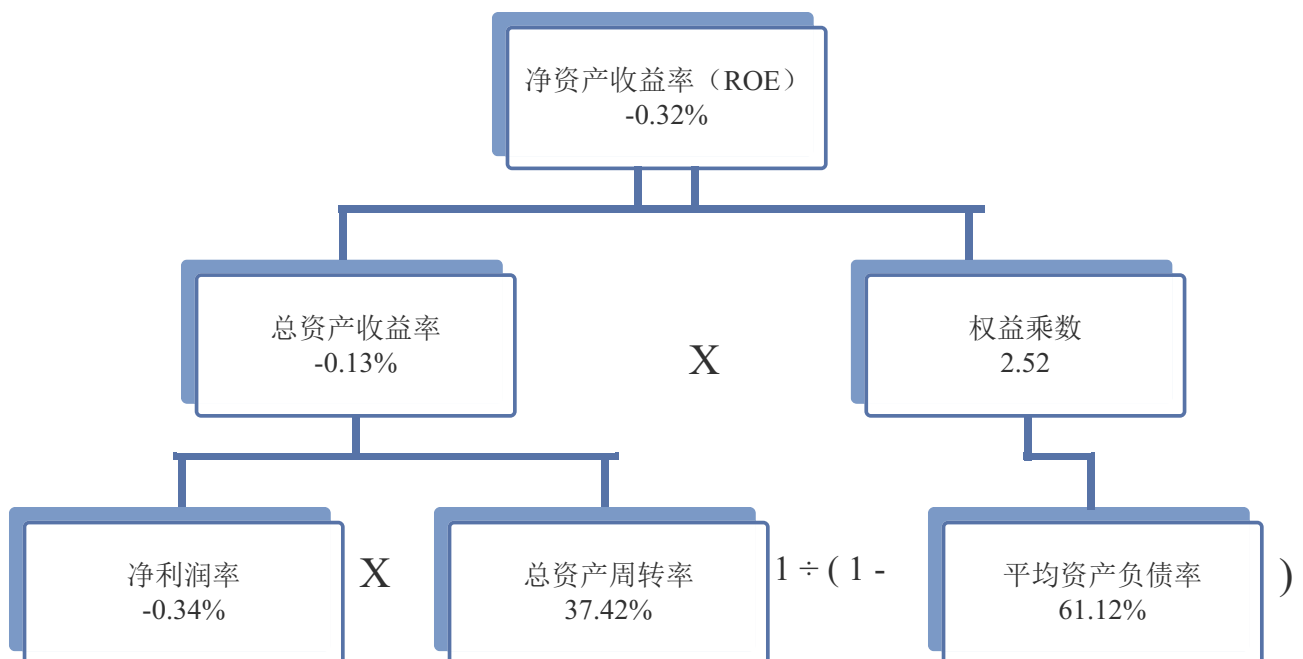 净资产收益率（ROE）
-0.32%
总资产收益率
-0.13%
X
权益乘数
2.52
净利润率
-0.34%
X
总资产周转率
37.42%
1 ÷ ( 1 -
平均资产负债率
61.12%
)